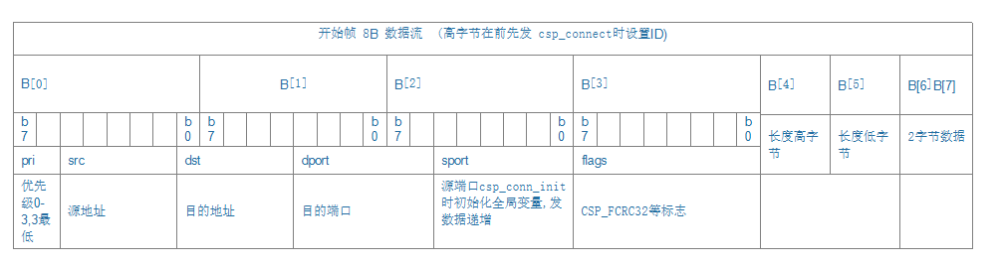 开始帧 8B 数据流 （高字节在前先发 csp_connect时设置ID)
B[0] B[1] B[2] B[3] B[4] B[5] B[6]B[7]
b7 b0 b7 b0 b7 b0 b7 b0
长度高字节
长度低字节
2字节数据
pri src dst dport sport flags
优先级0-3,3最低
源地址
目的地址
目的端口
源端口csp_conn_init
时初始化全局变量,发
数据递增
CSP_FCRC32等标志